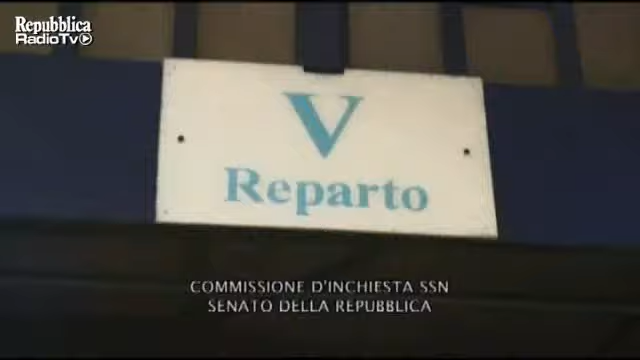 Repubblica
RadioTv
V
Reparto
COMMISSIONE D'INCHIESTA SSN
SENATO DELLA REPUBBLICA